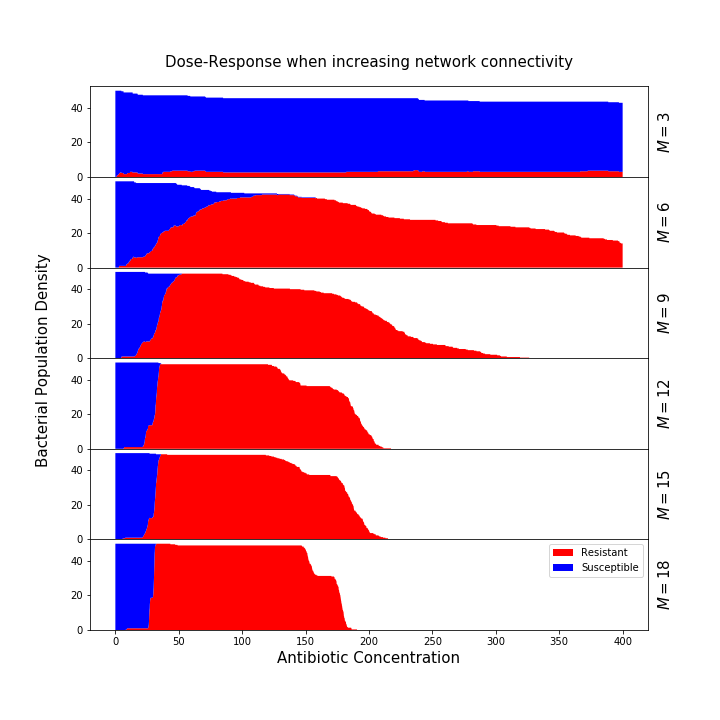 Dose-Response when increasing network connectivity
40
20
0
M = 3
40
20
0
M = 6
40
20
0
M = 9
40
20
0
M = 12
40
20
0
M = 15
40
20
0
M = 18
Bacterial Population Density
Resistant
Susceptible
0 50 100 150 200 250 300 350 400
Antibiotic Concentration